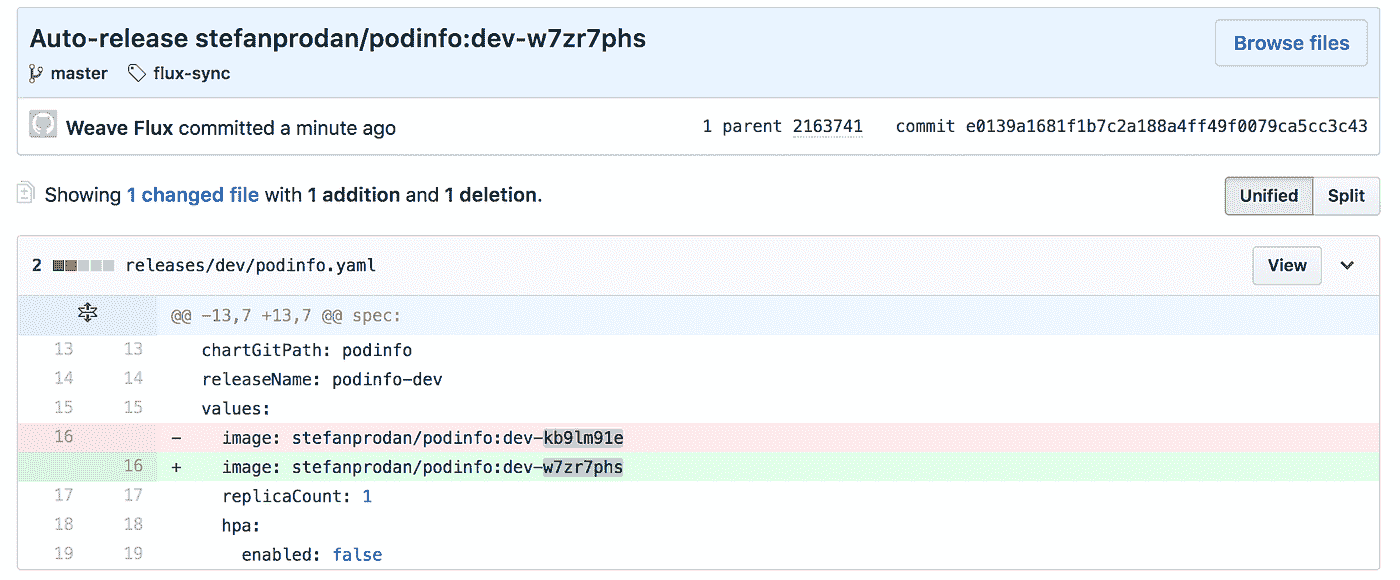 Auto-release stefanprodan/podinfo:dev-w7zr7phs
Browse files
master flux-sync
Weave Flux committed a minute ago 1 parent 2163741 commit e0139a1681f1b7c2a188a4ff49f0079ca5cc3c43
Showing 1 changed file with 1 addition and 1 deletion.
Unified Split
2 releases/dev/podinfo.yaml View
@@ -13,7 +13,7 @@ spec:
13 13 chartGitPath: podinfo
14 14 releaseName: podinfo-dev
15 15 values:
16 - image: stefanprodan/podinfo:dev-kb9lm91e
16 + image: stefanprodan/podinfo:dev-w7zr7phs
17 17 replicaCount: 1
18 18 hpa:
19 19 enabled: false